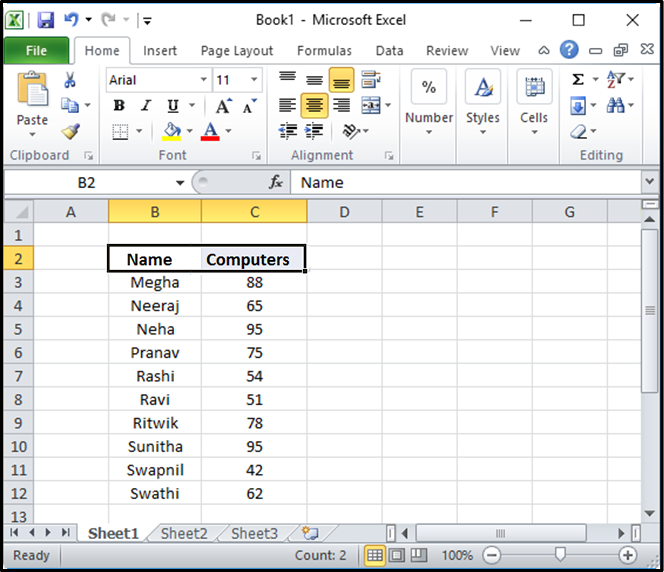 Book1 - Microsoft Excel
File Home Insert Page Layout Formulas Data Review View
Arial 11
Paste B I U A A A % Number Styles Cells Σ
Clipboard Font Alignment Editing
B2 fx Name
A B C D E F G
1
2 Name Computers
3 Megha 88
4 Neeraj 65
5 Neha 95
6 Pranav 75
7 Rashi 54
8 Ravi 51
9 Ritwik 78
10 Sunitha 95
11 Swapnil 42
12 Swathi 62
13
Sheet1 Sheet2 Sheet3
Ready Count: 2 100%